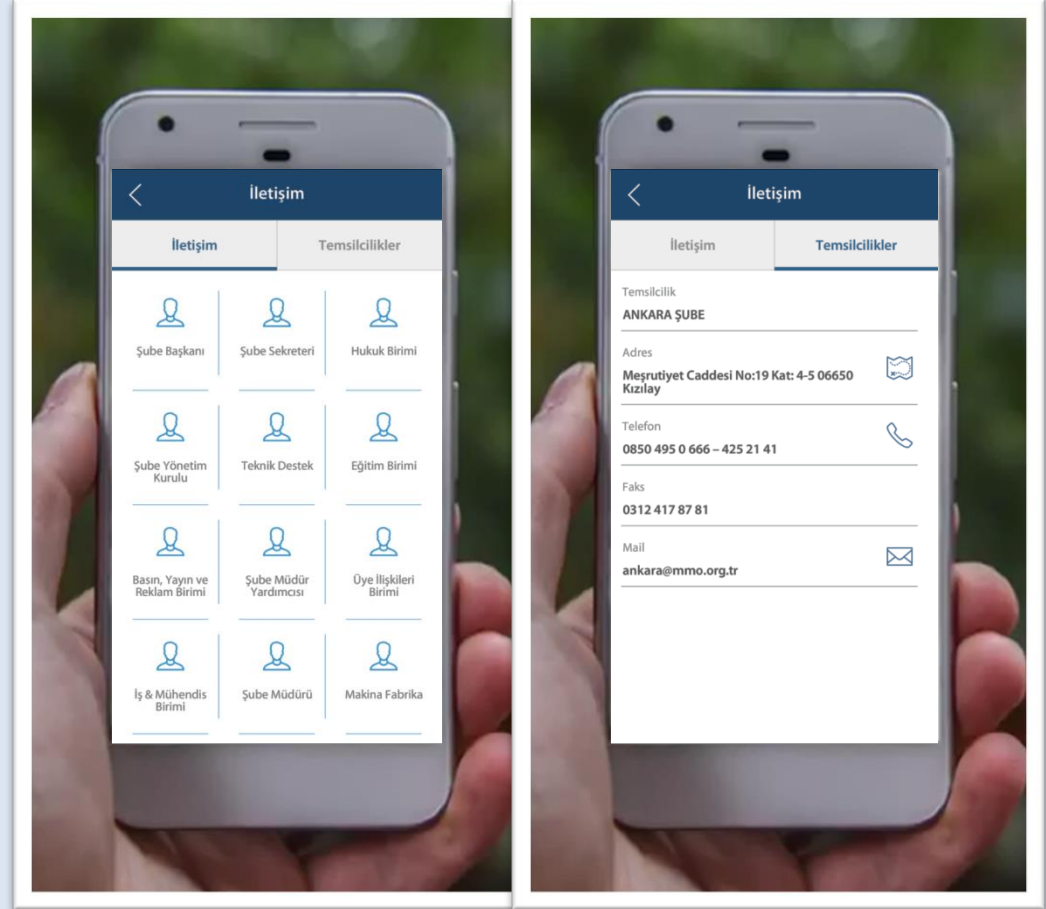 İletişim
İletişim
Temsilcilikler
Şube Başkanı
Şube Sekreteri
Hukuk Birimi
Şube Yönetim
Kurulu
Teknik Destek
Eğitim Birimi
Basın, Yayın ve
Reklam Birimi
Şube Müdür
Yardımcısı
Üye İlişkileri
Birimi
İş & Mühendis
Birimi
Şube Müdürü
Makina Fabrika
İletişim
İletişim
Temsilcilikler
Temsilcilik
ANKARA ŞUBE
Adres
Meşrutiyet Caddesi No:19 Kat: 4-5 06650
Kızılay
Telefon
0850 495 0 666 – 425 21 41
Faks
0312 417 87 81
Mail
ankara@mmo.org.tr